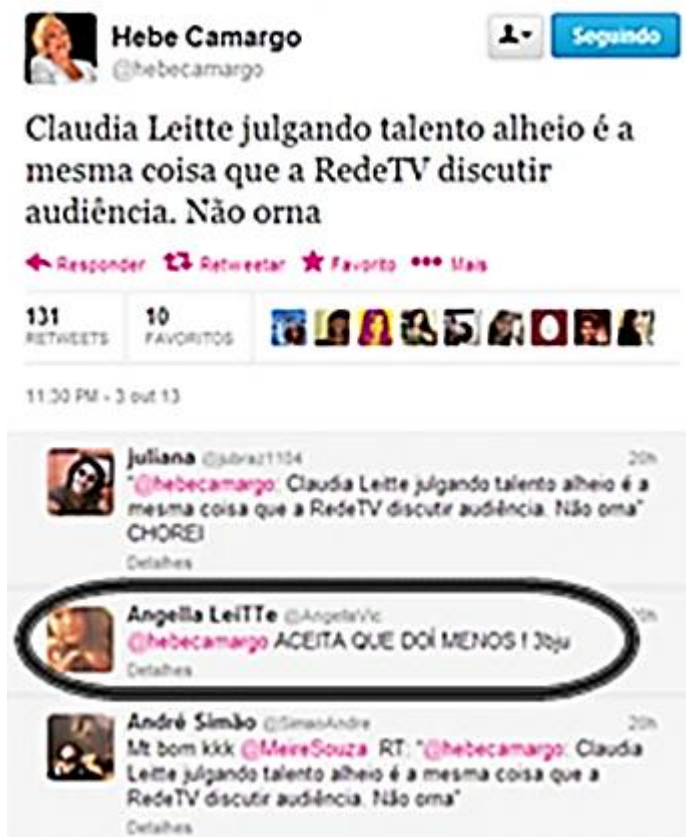 Hebe Camargo
@hebecamargo
Seguindo
Claudia Leitte julgando talento alheio é a
mesma coisa que a RedeTV discutir
audiência. Não orna
Responder Retweetar Favorito Mais
131
RETWEETS
10
FAVORITOS
11:30 PM - 3 out 13
juliana @jubraz1104 20h
"@hebecamargo: Claudia Leitte julgando talento alheio é a
mesma coisa que a RedeTV discutir audiência. Não orna"
CHOREI
Detalhes
Angella LeiTTe @AngellaVic 20h
@hebecamargo ACEITA QUE DOÍ MENOS ! 3bju
Detalhes
André Simão @SimaoAndre 20h
Mt bom kkk @MeireSouza RT: "@hebecamargo: Claudia
Leitte julgando talento alheio é a mesma coisa que a
RedeTV discutir audiência. Não orna"
Detalhes